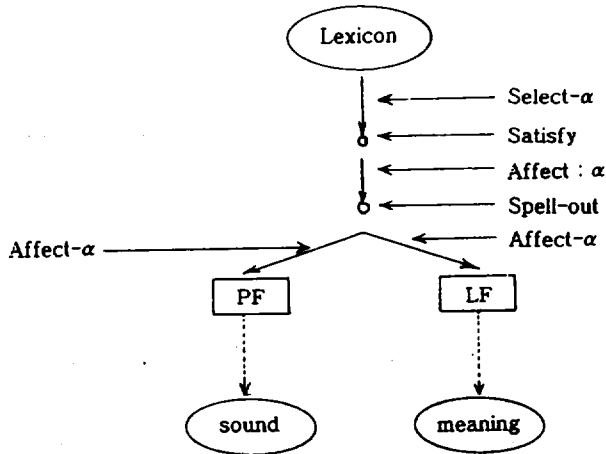 Lexicon
Select-α
Satisfy
Affect : α
Spell-out
Affect-α
Affect-α
PF
LF
sound
meaning